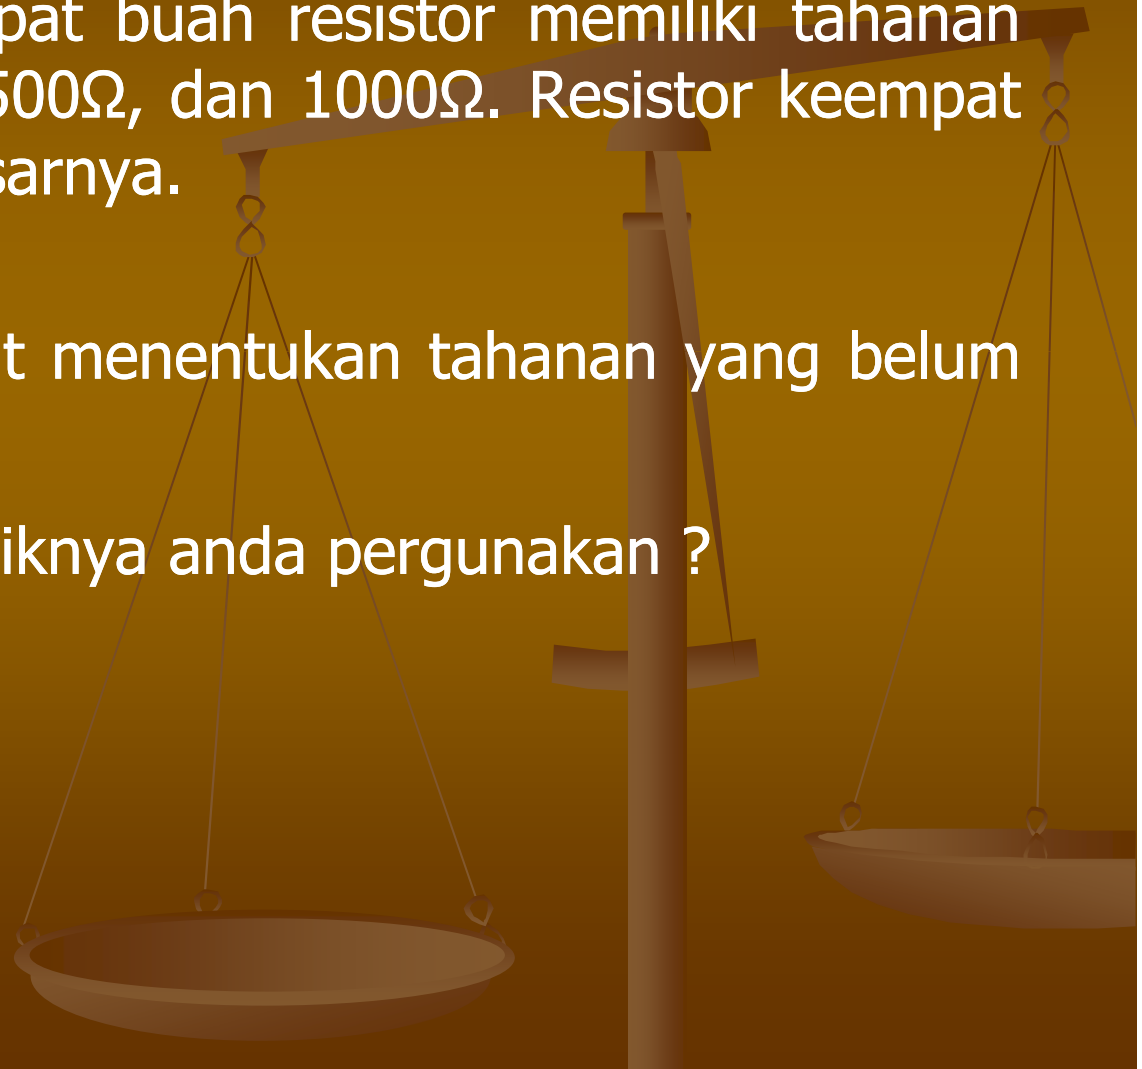 pat buah resistor memiliki tahanan
500Ω, dan 1000Ω. Resistor keempat
sarnya.
t menentukan tahanan yang belum
iknya anda pergunakan ?